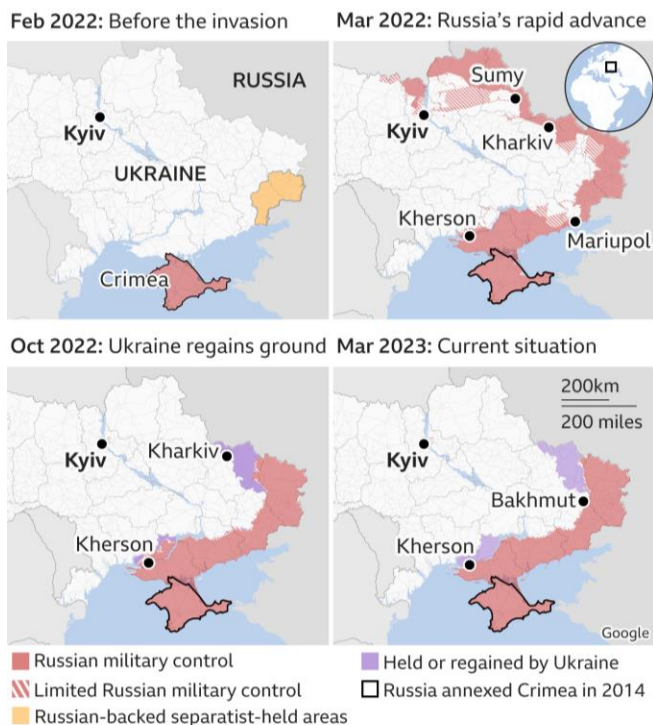 Feb 2022: Before the invasion
RUSSIA
Kyiv
UKRAINE
Crimea
Mar 2022: Russia's rapid advance
Sumy
Kyiv
Kharkiv
Kherson
Mariupol
Oct 2022: Ukraine regains ground
Kharkiv
Kyiv
Kherson
Mar 2023: Current situation
200km
200 miles
Kyiv
Bakhmut
Kherson
Google
Russian military control
Limited Russian military control
Russian-backed separatist-held areas
Held or regained by Ukraine
Russia annexed Crimea in 2014